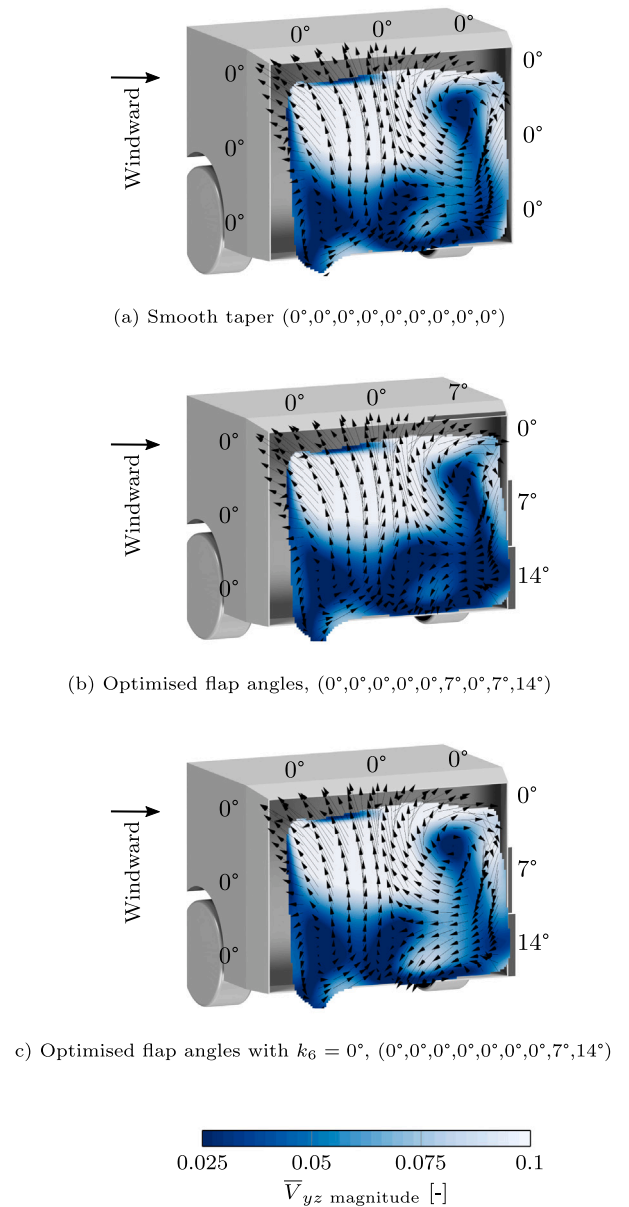 0° 0° 0°
0° 0°
0° 0°
0° 0°
Windward
(a) Smooth taper (0°,0°,0°,0°,0°,0°,0°,0°,0°)
0° 0° 7°
0° 0°
0° 7°
0° 14°
Windward
(b) Optimised flap angles, (0°,0°,0°,0°,0°,7°,0°,7°,14°)
0° 0° 0°
0° 0°
0° 7°
0° 14°
Windward
c) Optimised flap angles with k₆ = 0°, (0°,0°,0°,0°,0°,0°,0°,7°,14°)
0.025 0.05 0.075 0.1
V̅yz magnitude [-]